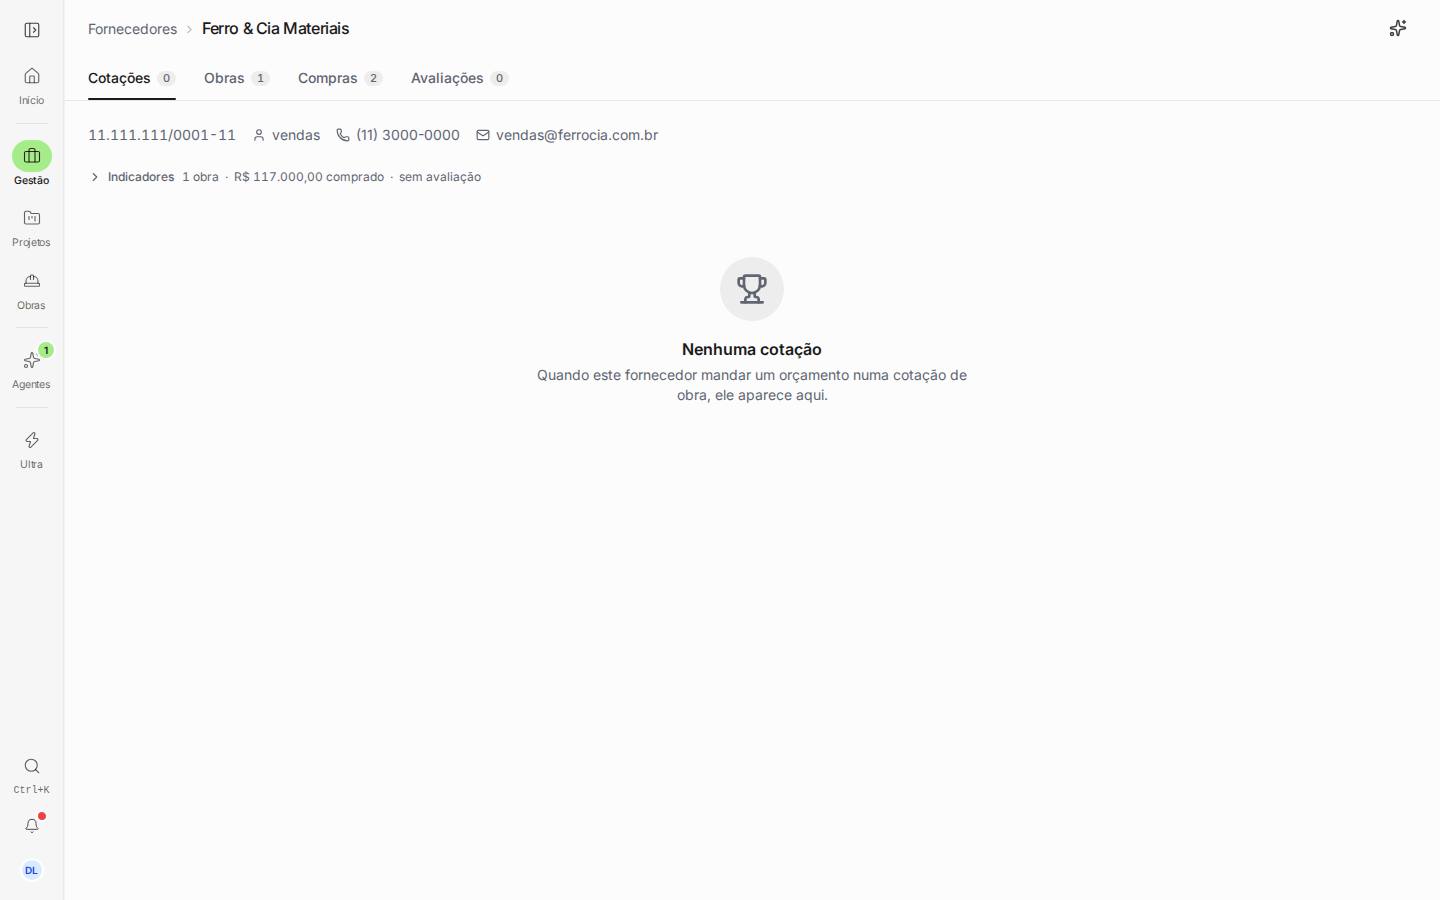 Fornecedores > Ferro & Cia Materiais
Cotações 0 Obras 1 Compras 2 Avaliações 0
11.111.111/0001-11 vendas (11) 3000-0000 vendas@ferrocia.com.br
Indicadores 1 obra · R$ 117.000,00 comprado · sem avaliação
Nenhuma cotação
Quando este fornecedor mandar um orçamento numa cotação de
obra, ele aparece aqui.
Início
Gestão
Projetos
Obras
1
Agentes
Ultra
Ctrl+K
DL